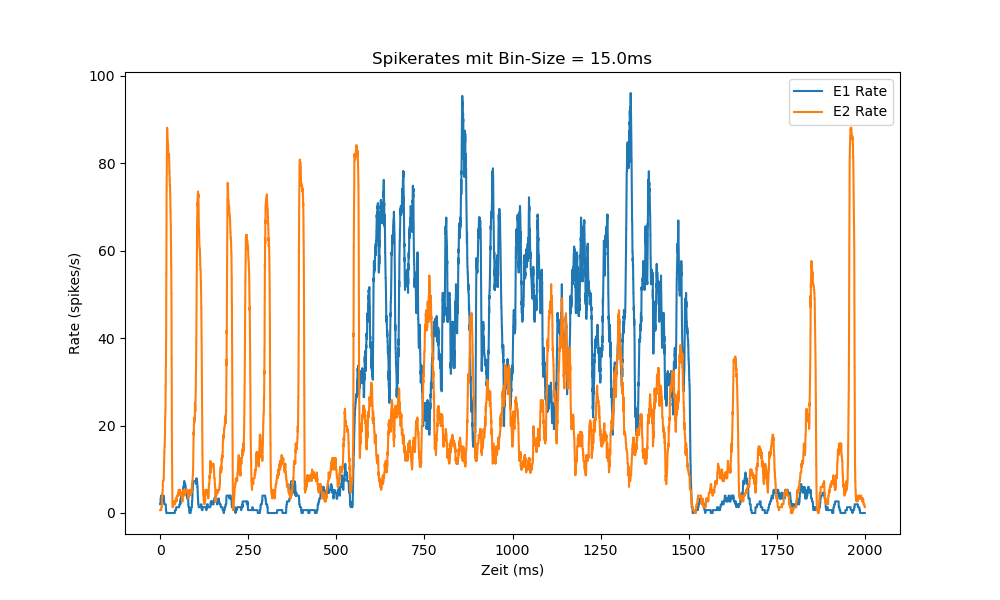 Spikerates mit Bin-Size = 15.0ms
E1 Rate
E2 Rate
Rate (spikes/s)
100
80
60
40
20
0
0 250 500 750 1000 1250 1500 1750 2000
Zeit (ms)